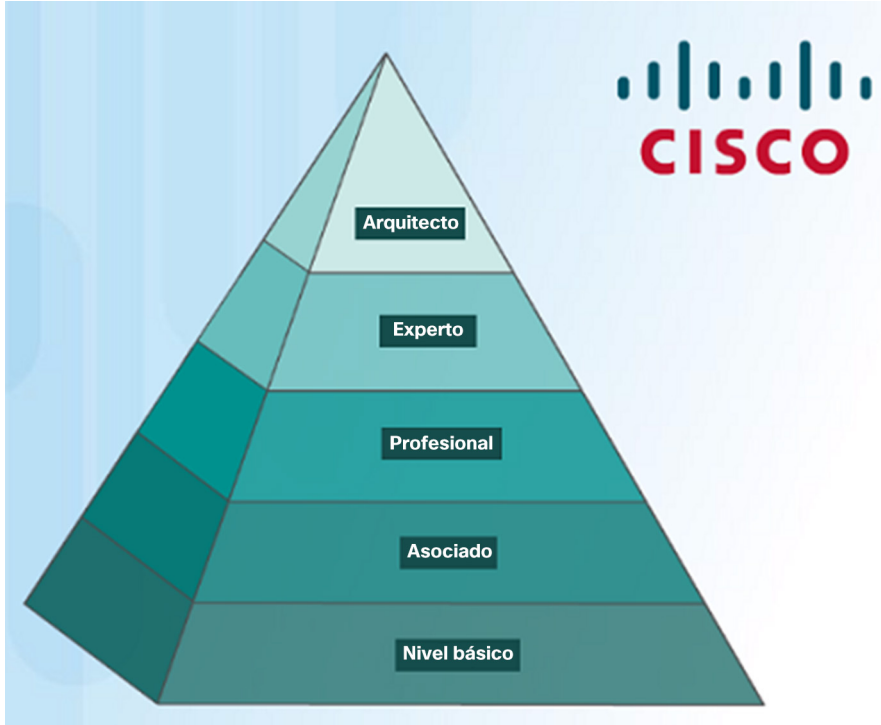 CISCO
Arquitecto
Experto
Profesional
Asociado
Nivel básico